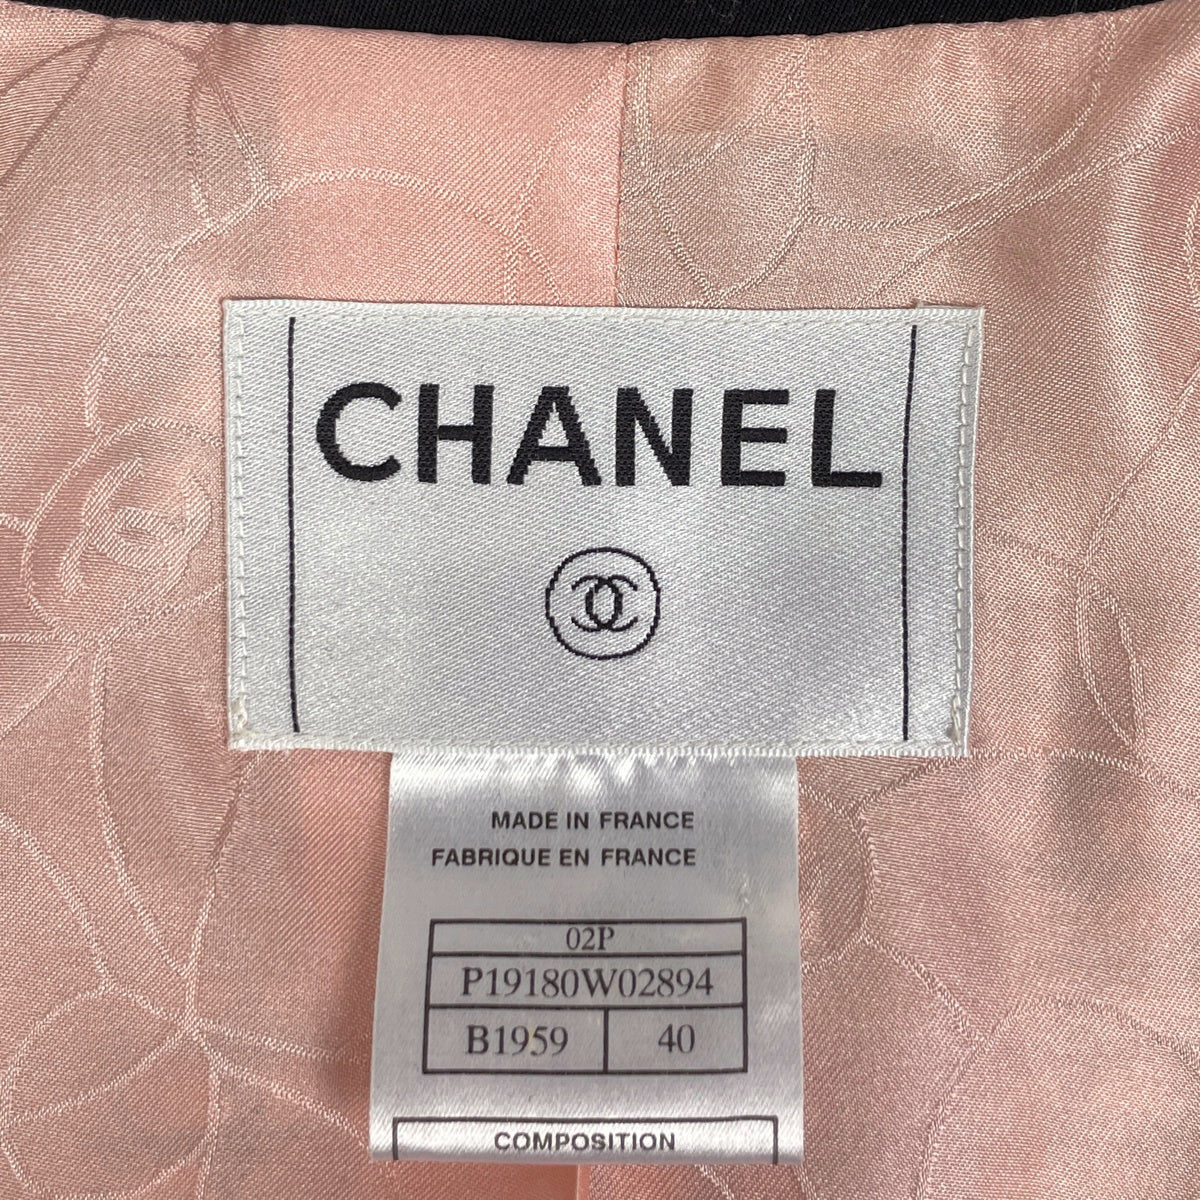 CHANEL
MADE IN FRANCE
FABRIQUE EN FRANCE
02P
P19180W02894
B1959 40
COMPOSITION